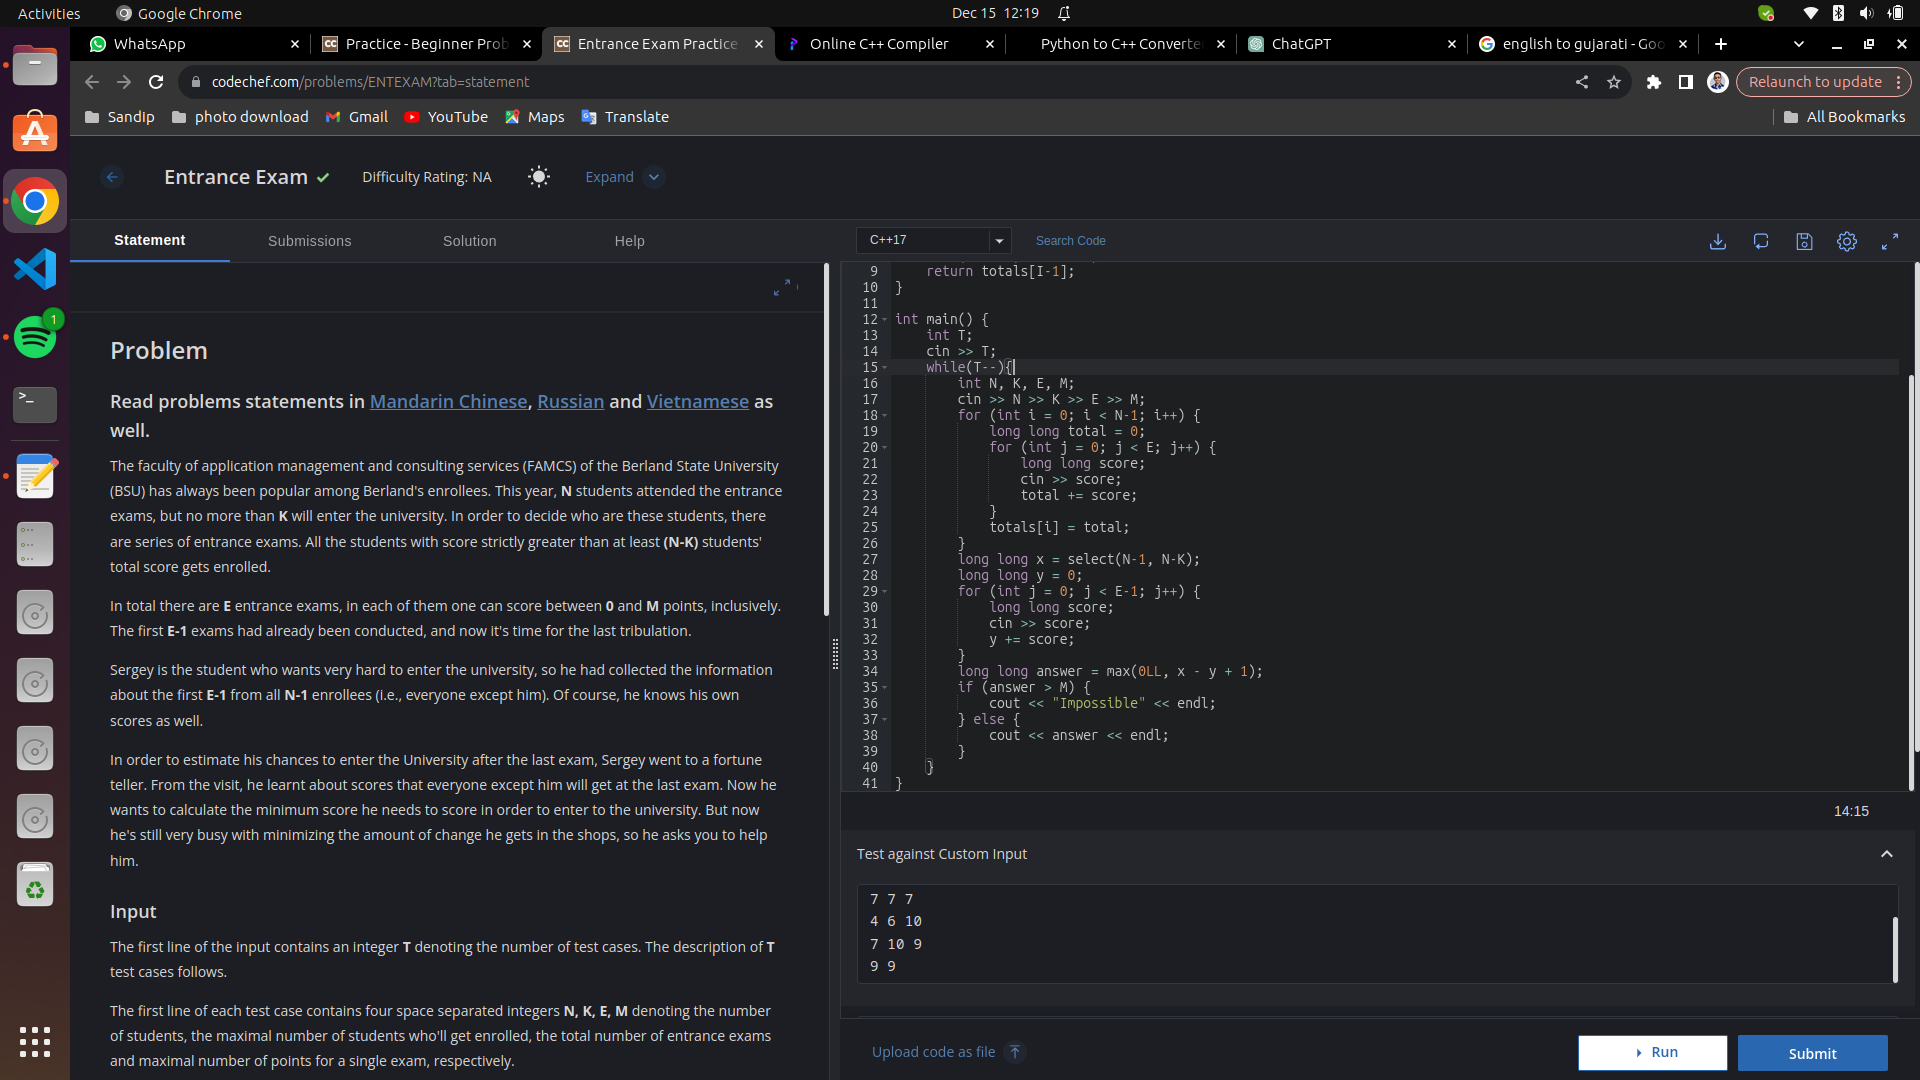 Activities
Google Chrome
Dec 15 12:19
WhatsApp
Practice - Beginner Prob
Entrance Exam Practice
Online C++ Compiler
Python to C++ Converte
ChatGPT
english to gujarati - Goo
codechef.com/problems/ENTEXAM?tab=statement
Relaunch to update
Sandip
photo download
Gmail
YouTube
Maps
Translate
All Bookmarks
Entrance Exam
Difficulty Rating: NA
Expand
Statement
Submissions
Solution
Help
Problem
Read problems statements in Mandarin Chinese, Russian and Vietnamese as
well.
The faculty of application management and consulting services (FAMCS) of the Berland State University
(BSU) has always been popular among Berland's enrollees. This year, N students attended the entrance
exams, but no more than K will enter the university. In order to decide who are these students, there
are series of entrance exams. All the students with score strictly greater than at least (N-K) students'
total score gets enrolled.
In total there are E entrance exams, in each of them one can score between 0 and M points, inclusively.
The first E-1 exams had already been conducted, and now it's time for the last tribulation.
Sergey is the student who wants very hard to enter the university, so he had collected the information
about the first E-1 from all N-1 enrollees (i.e., everyone except him). Of course, he knows his own
scores as well.
In order to estimate his chances to enter the University after the last exam, Sergey went to a fortune
teller. From the visit, he learnt about scores that everyone except him will get at the last exam. Now he
wants to calculate the minimum score he needs to score in order to enter to the university. But now
he's still very busy with minimizing the amount of change he gets in the shops, so he asks you to help
him.
Input
The first line of the input contains an integer T denoting the number of test cases. The description of T
test cases follows.
The first line of each test case contains four space separated integers N, K, E, M denoting the number
of students, the maximal number of students who'll get enrolled, the total number of entrance exams
and maximal number of points for a single exam, respectively.
C++17
Search Code
9 return totals[I-1];
10 }
11
12 int main() {
13 int T;
14 cin >> T;
15 while(T--){
16 int N, K, E, M;
17 cin >> N >> K >> E >> M;
18 for (int i = 0; i < N-1; i++) {
19 long long total = 0;
20 for (int j = 0; j < E; j++) {
21 long long score;
22 cin >> score;
23 total += score;
24 }
25 totals[i] = total;
26 }
27 long long x = select(N-1, N-K);
28 long long y = 0;
29 for (int j = 0; j < E-1; j++) {
30 long long score;
31 cin >> score;
32 y += score;
33 }
34 long long answer = max(0LL, x - y + 1);
35 if (answer > M) {
36 cout << "Impossible" << endl;
37 } else {
38 cout << answer << endl;
39 }
40 }
41 }
14:15
Test against Custom Input
7 7 7
4 6 10
7 10 9
9 9
Upload code as file
Run
Submit
1